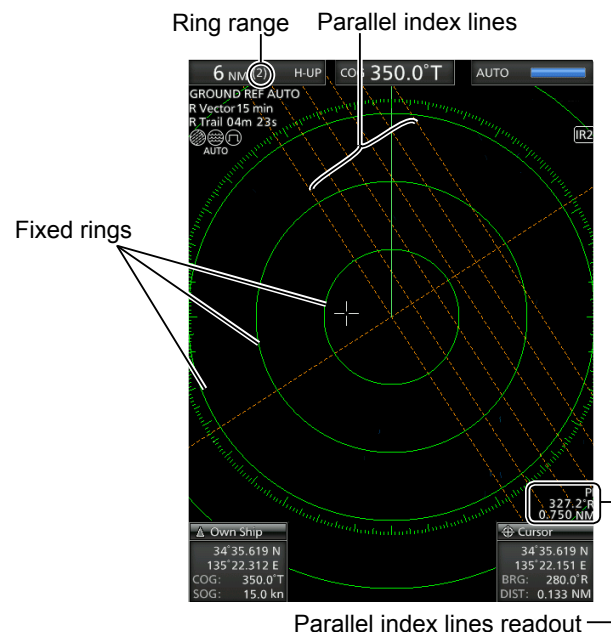 Ring range
Parallel index lines
6 NM (2) H-UP COG 350.0°T AUTO
GROUND REF AUTO
R Vector 15 min
R Trail 04m 23s
AUTO
IR2
Fixed rings
PI
327.2°R
0.750 NM
Own Ship
34°35.619 N
135°22.312 E
COG: 350.0°T
SOG: 15.0 kn
Cursor
34°35.619 N
135°22.151 E
BRG: 280.0°R
DIST: 0.133 NM
Parallel index lines readout